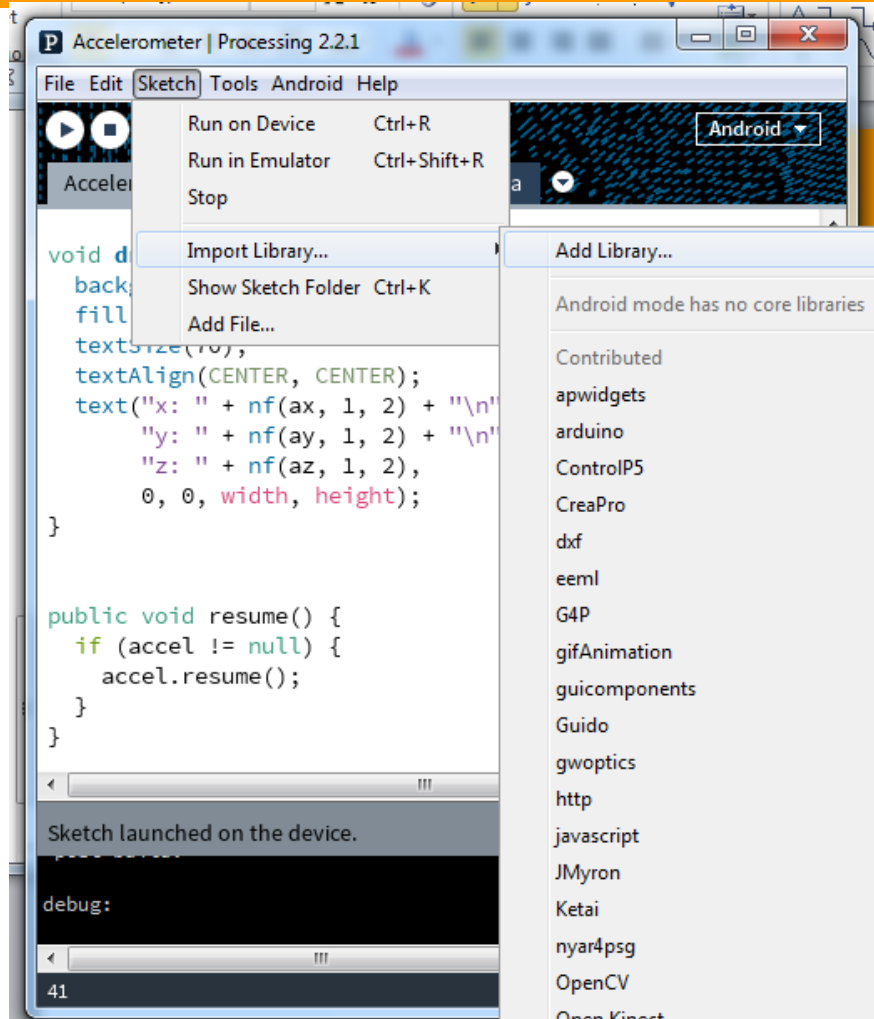 Accelerometer | Processing 2.2.1
File Edit Sketch Tools Android Help
Android
Run on Device Ctrl+R
Run in Emulator Ctrl+Shift+R
Stop
Import Library...
Show Sketch Folder Ctrl+K
Add File...
Add Library...
Android mode has no core libraries
Contributed
apwidgets
arduino
ControlP5
CreaPro
dxf
eeml
G4P
gifAnimation
guicomponents
Guido
gwoptics
http
javascript
JMyron
Ketai
nyar4psg
OpenCV
void
fill
textAlign(CENTER, CENTER);
text("x: " + nf(ax, 1, 2) + "\n"
"y: " + nf(ay, 1, 2) + "\n"
"z: " + nf(az, 1, 2),
0, 0, width, height);
}
public void resume() {
if (accel != null) {
accel.resume();
}
}
Sketch launched on the device.
debug:
41